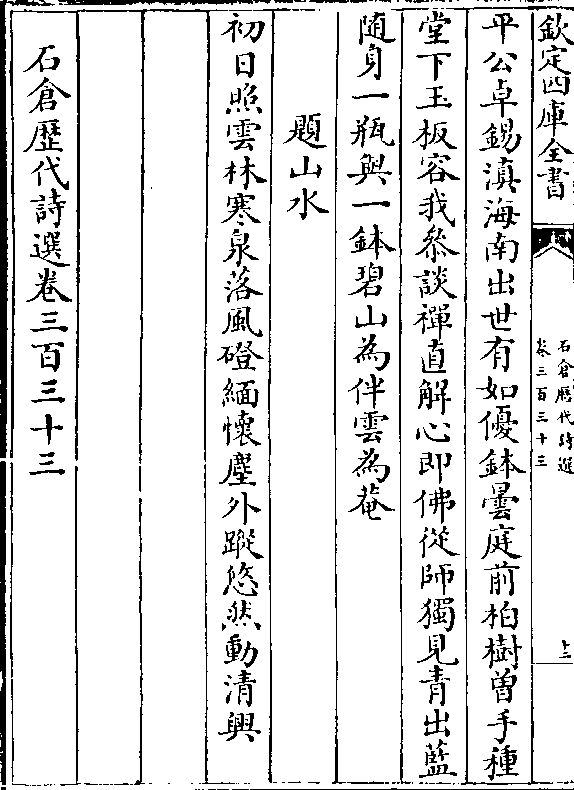 欽定四庫全書
石倉歷代詩選
卷三百三十三
十二
平公卓錫滇海南出世有如優鉢曇庭前柏樹曾手種
堂下玉板容我叅談禪直解心即佛從師獨見青出藍
随身一瓶與一鉢碧山為伴雲為菴
題山水
初日照雲林寒泉落風磴緬懷塵外蹤悠然動清興
石倉歷代詩選卷三百三十三